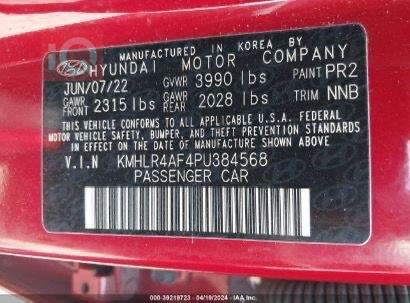 MANUFACTURED IN KOREA BY
HYUNDAI MOTOR COMPANY
JUN/07/22 GVWR 3990 lbs PAINT PR2
GAWR FRONT 2315 lbs GAWR REAR 2028 lbs TRIM NNB
THIS VEHICLE CONFORMS TO ALL APPLICABLE U.S.A. FEDERAL
MOTOR VEHICLE SAFETY, BUMPER, AND THEFT PREVENTION STANDARDS
IN EFFECT ON THE DATE OF MANUFACTURE SHOWN ABOVE.
V.I.N KMHLR4AF4PU384568
PASSENGER CAR
000-39218723 04/19/2024 IAA, Inc.